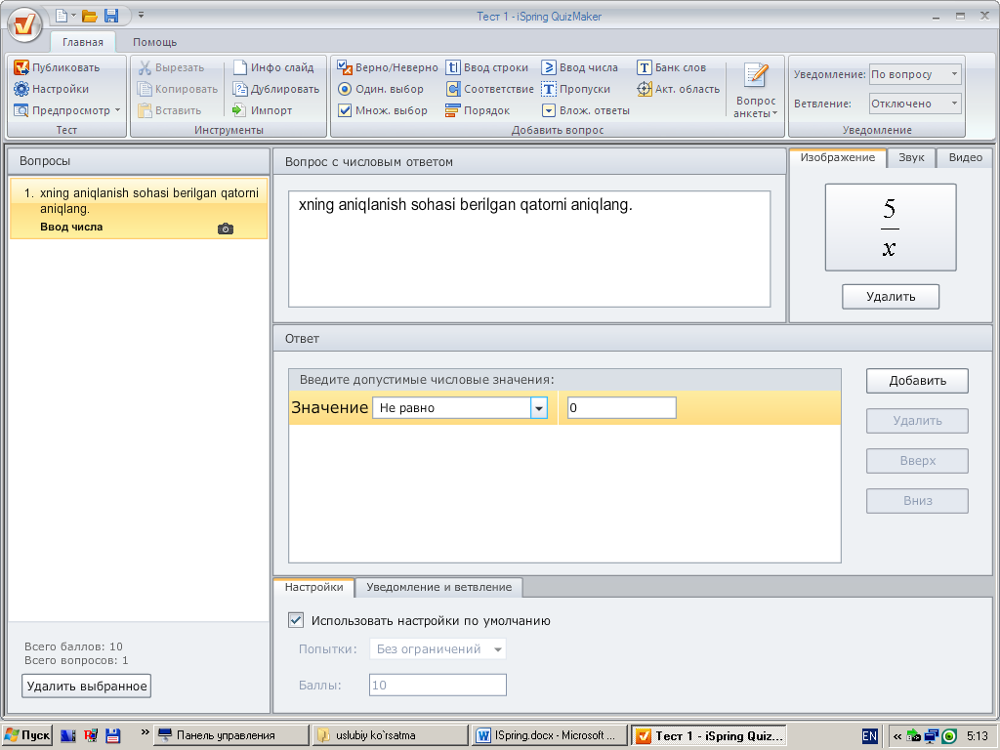 Тест 1 - iSpring QuizMaker
Главная Помощь
Публиковать Вырезать Инфо слайд Верно/Неверно Ввод строки Ввод числа Банк слов Уведомление: По вопросу
Настройки Копировать Дублировать Один. выбор Соответствие Пропуски Акт. область
Предпросмотр Вставить Импорт Множ. выбор Порядок Влож. ответы Вопрос анкеты Ветвление: Отключено
Тест Инструменты Добавить вопрос Уведомление
Вопросы
1. xning aniqlanish sohasi berilgan qatorni
aniqlang.
Ввод числа
Всего баллов: 10
Всего вопросов: 1
Удалить выбранное
Вопрос с числовым ответом
xning aniqlanish sohasi berilgan qatorni aniqlang.
Изображение Звук Видео
5
x
Удалить
Ответ
Введите допустимые числовые значения:
Значение Не равно 0
Добавить
Удалить
Вверх
Вниз
Настройки Уведомление и ветвление
Использовать настройки по умолчанию
Попытки: Без ограничений
Баллы: 10
Пуск » Панель управления uslubiy ko`rsatma ISpring.docx - Microsoft ... Тест 1 - iSpring Quiz... EN « 5:13